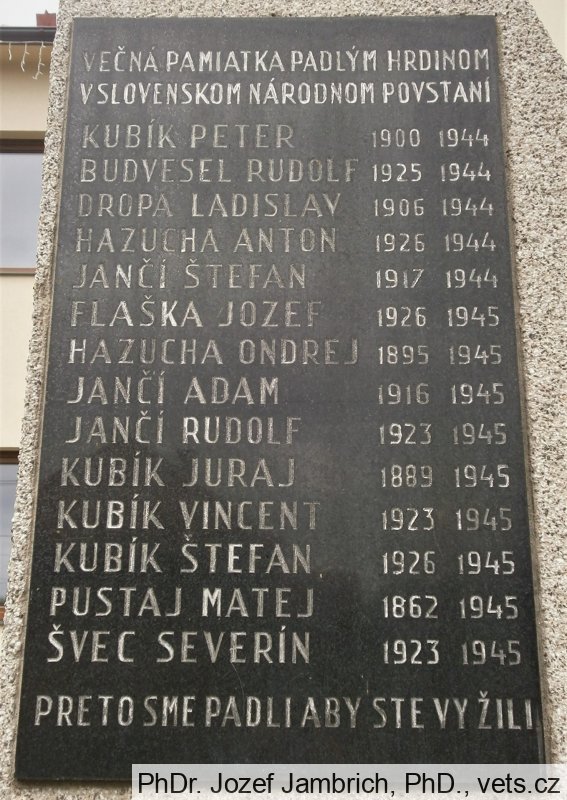 VEČNÁ PAMIATKA PADLÝM HRDINOM
V SLOVENSKOM NÁRODNOM POVSTANÍ
KUBÍK PETER 1900 1944
BUDVESEL RUDOLF 1925 1944
DROPA LADISLAV 1906 1944
HAZUCHA ANTON 1926 1944
JANČÍ ŠTEFAN 1917 1944
FLAŠKA JOZEF 1926 1945
HAZUCHA ONDREJ 1895 1945
JANČÍ ADAM 1916 1945
JANČÍ RUDOLF 1923 1945
KUBÍK JURAJ 1889 1945
KUBÍK VINCENT 1923 1945
KUBÍK ŠTEFAN 1926 1945
PUSTAJ MATEJ 1862 1945
ŠVEC SEVERÍN 1923 1945
PRETO SME PADLI ABY STE VY ŽILI
PhDr. Jozef Jambrich, PhD., vets.cz